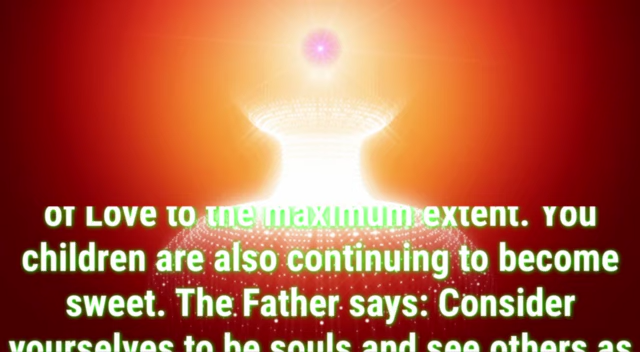 of Love to the maximum extent. You
children are also continuing to become
sweet. The Father says: Consider
yourselves to be souls and see others as